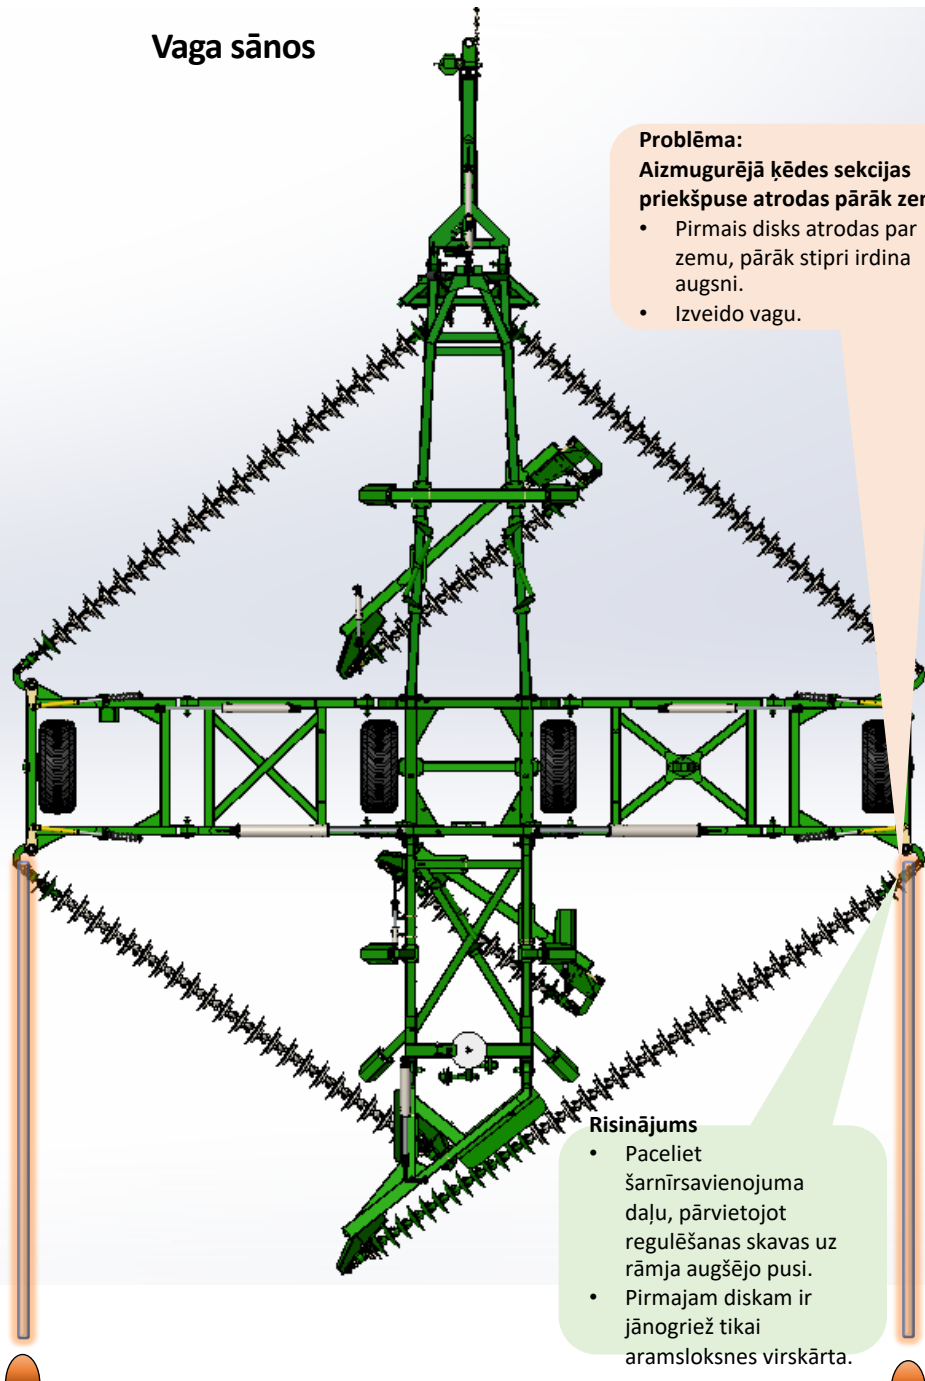 Vaga sānos
Problēma:
Aizmugurējā ķēdes sekcijas
priekšpuse atrodas pārāk
• Pirmais disks atrodas par
zemu, pārāk stipri irdina
augsni.
• Izveido vagu.
Risinājums
• Paceliet
šarnīrsavienojuma
daļu, pārvietojot
regulēšanas skavas uz
rāmja augšējo pusi.
• Pirmajam diskam ir
jānogriež tikai
aramsloksnes virskārta.